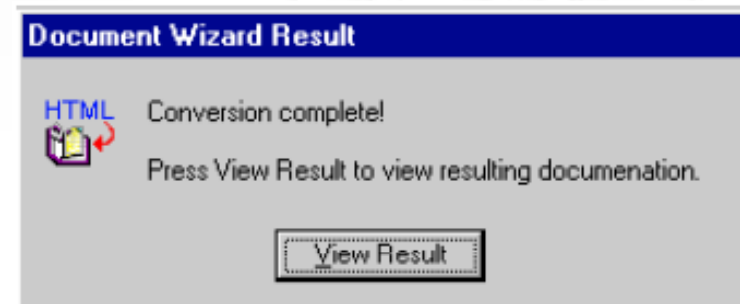 Document Wizard Result
HTML
Conversion complete!
Press View Result to view resulting documenation.
View Result